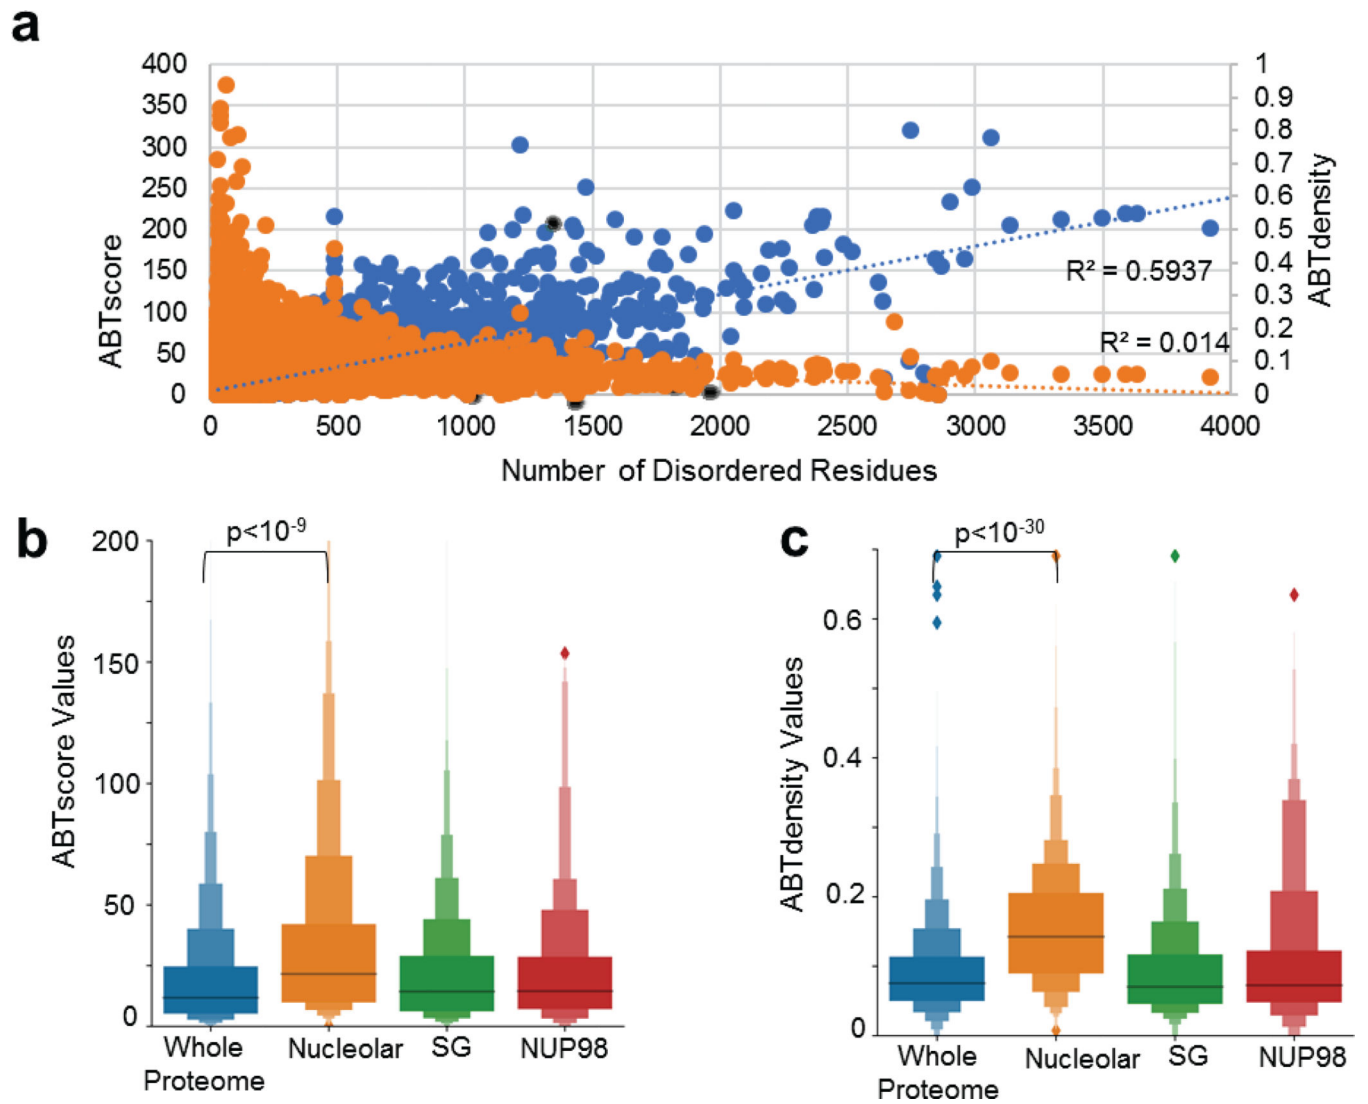 a
ABTscore
400
350
300
250
200
150
100
50
0
1
0.9
0.8
0.7
0.6
0.5
0.4
0.3
0.2
0.1
0
ABTdensity
R² = 0.5937
R² = 0.014
0 500 1000 1500 2000 2500 3000 3500 4000
Number of Disordered Residues
b
p<10⁻⁹
ABTscore Values
200
150
100
50
0
Whole
Proteome
Nucleolar
SG
NUP98
c
p<10⁻³⁰
ABTdensity Values
0.6
0.4
0.2
0
Whole
Proteome
Nucleolar
SG
NUP98